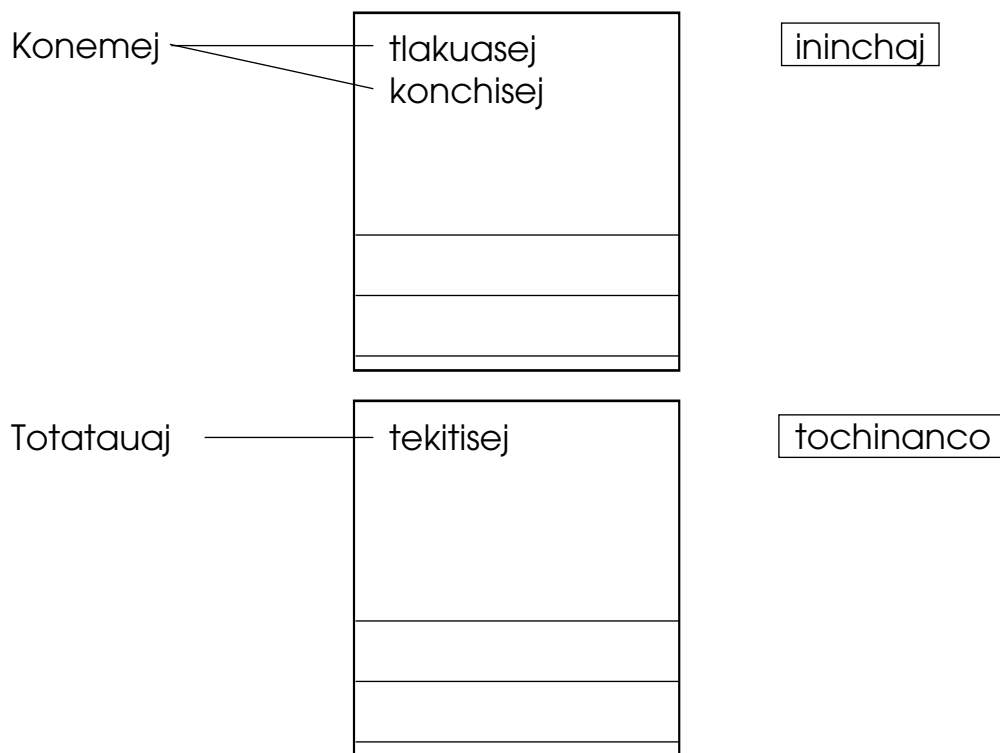 Konemej tlakuasej ininchaj
konchisej
Totatauaj tekitisej tochinanco